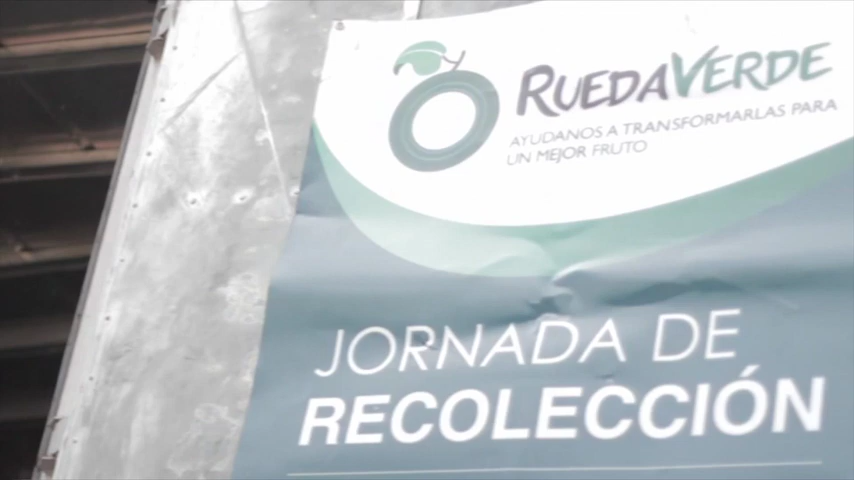 RUEDAVERDE
AYUDANOS A TRANSFORMARLAS PARA
UN MEJOR FRUTO
JORNADA DE
RECOLECCIÓN